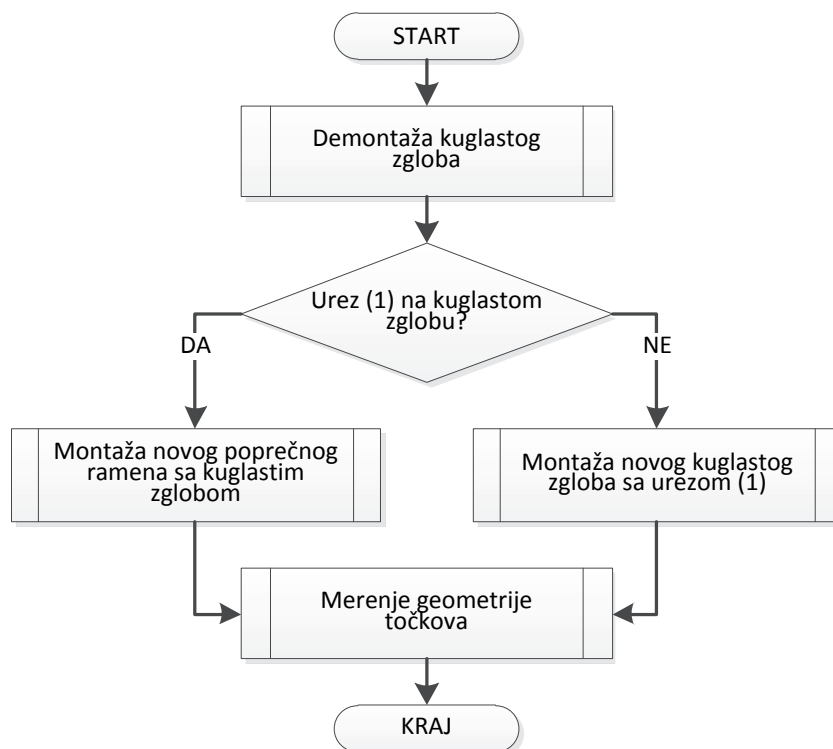 START
Demontaža kuglastog
zgloba
Urez (1) na kuglastom
zglobu?
DA
NE
Montaža novog poprečnog
ramena sa kuglastim
zglobom
Montaža novog kuglastog
zgloba sa urezom (1)
Merenje geometrije
točkova
KRAJ